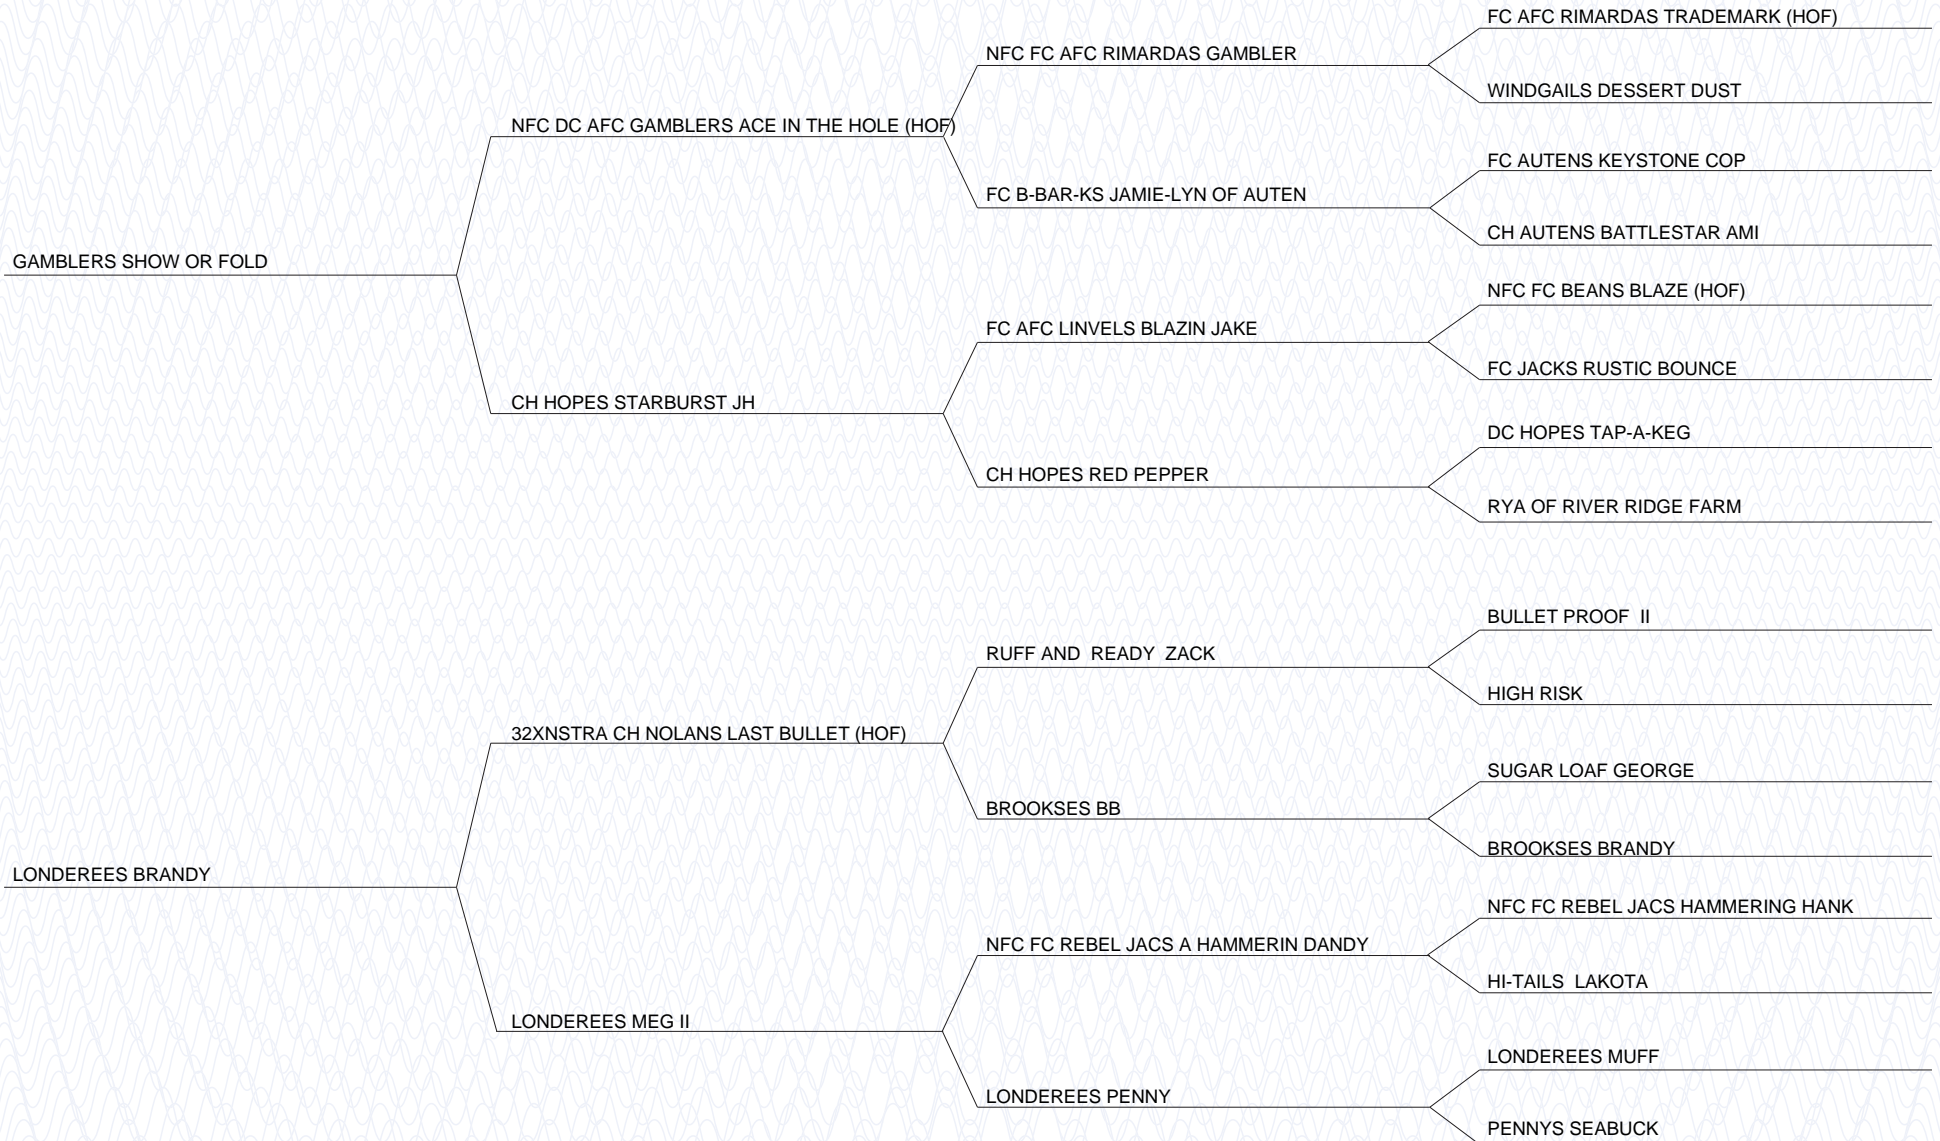 FC AFC RIMARDAS TRADEMARK (HOF)
NFC FC AFC RIMARDAS GAMBLER
WINDGAILS DESSERT DUST
NFC DC AFC GAMBLERS ACE IN THE HOLE (HOF)
FC AUTENS KEYSTONE COP
FC B-BAR-KS JAMIE-LYN OF AUTEN
CH AUTENS BATTLESTAR AMI
GAMBLERS SHOW OR FOLD
NFC FC BEANS BLAZE (HOF)
FC AFC LINVELS BLAZIN JAKE
FC JACKS RUSTIC BOUNCE
CH HOPES STARBURST JH
DC HOPES TAP-A-KEG
CH HOPES RED PEPPER
RYA OF RIVER RIDGE FARM
BULLET PROOF  II
RUFF AND  READY  ZACK
HIGH RISK
32XNSTRA CH NOLANS LAST BULLET (HOF)
SUGAR LOAF GEORGE
BROOKSES BB
BROOKSES BRANDY
LONDEREES BRANDY
NFC FC REBEL JACS HAMMERING HANK
NFC FC REBEL JACS A HAMMERIN DANDY
HI-TAILS  LAKOTA
LONDEREES MEG II
LONDEREES MUFF
LONDEREES PENNY
PENNYS SEABUCK